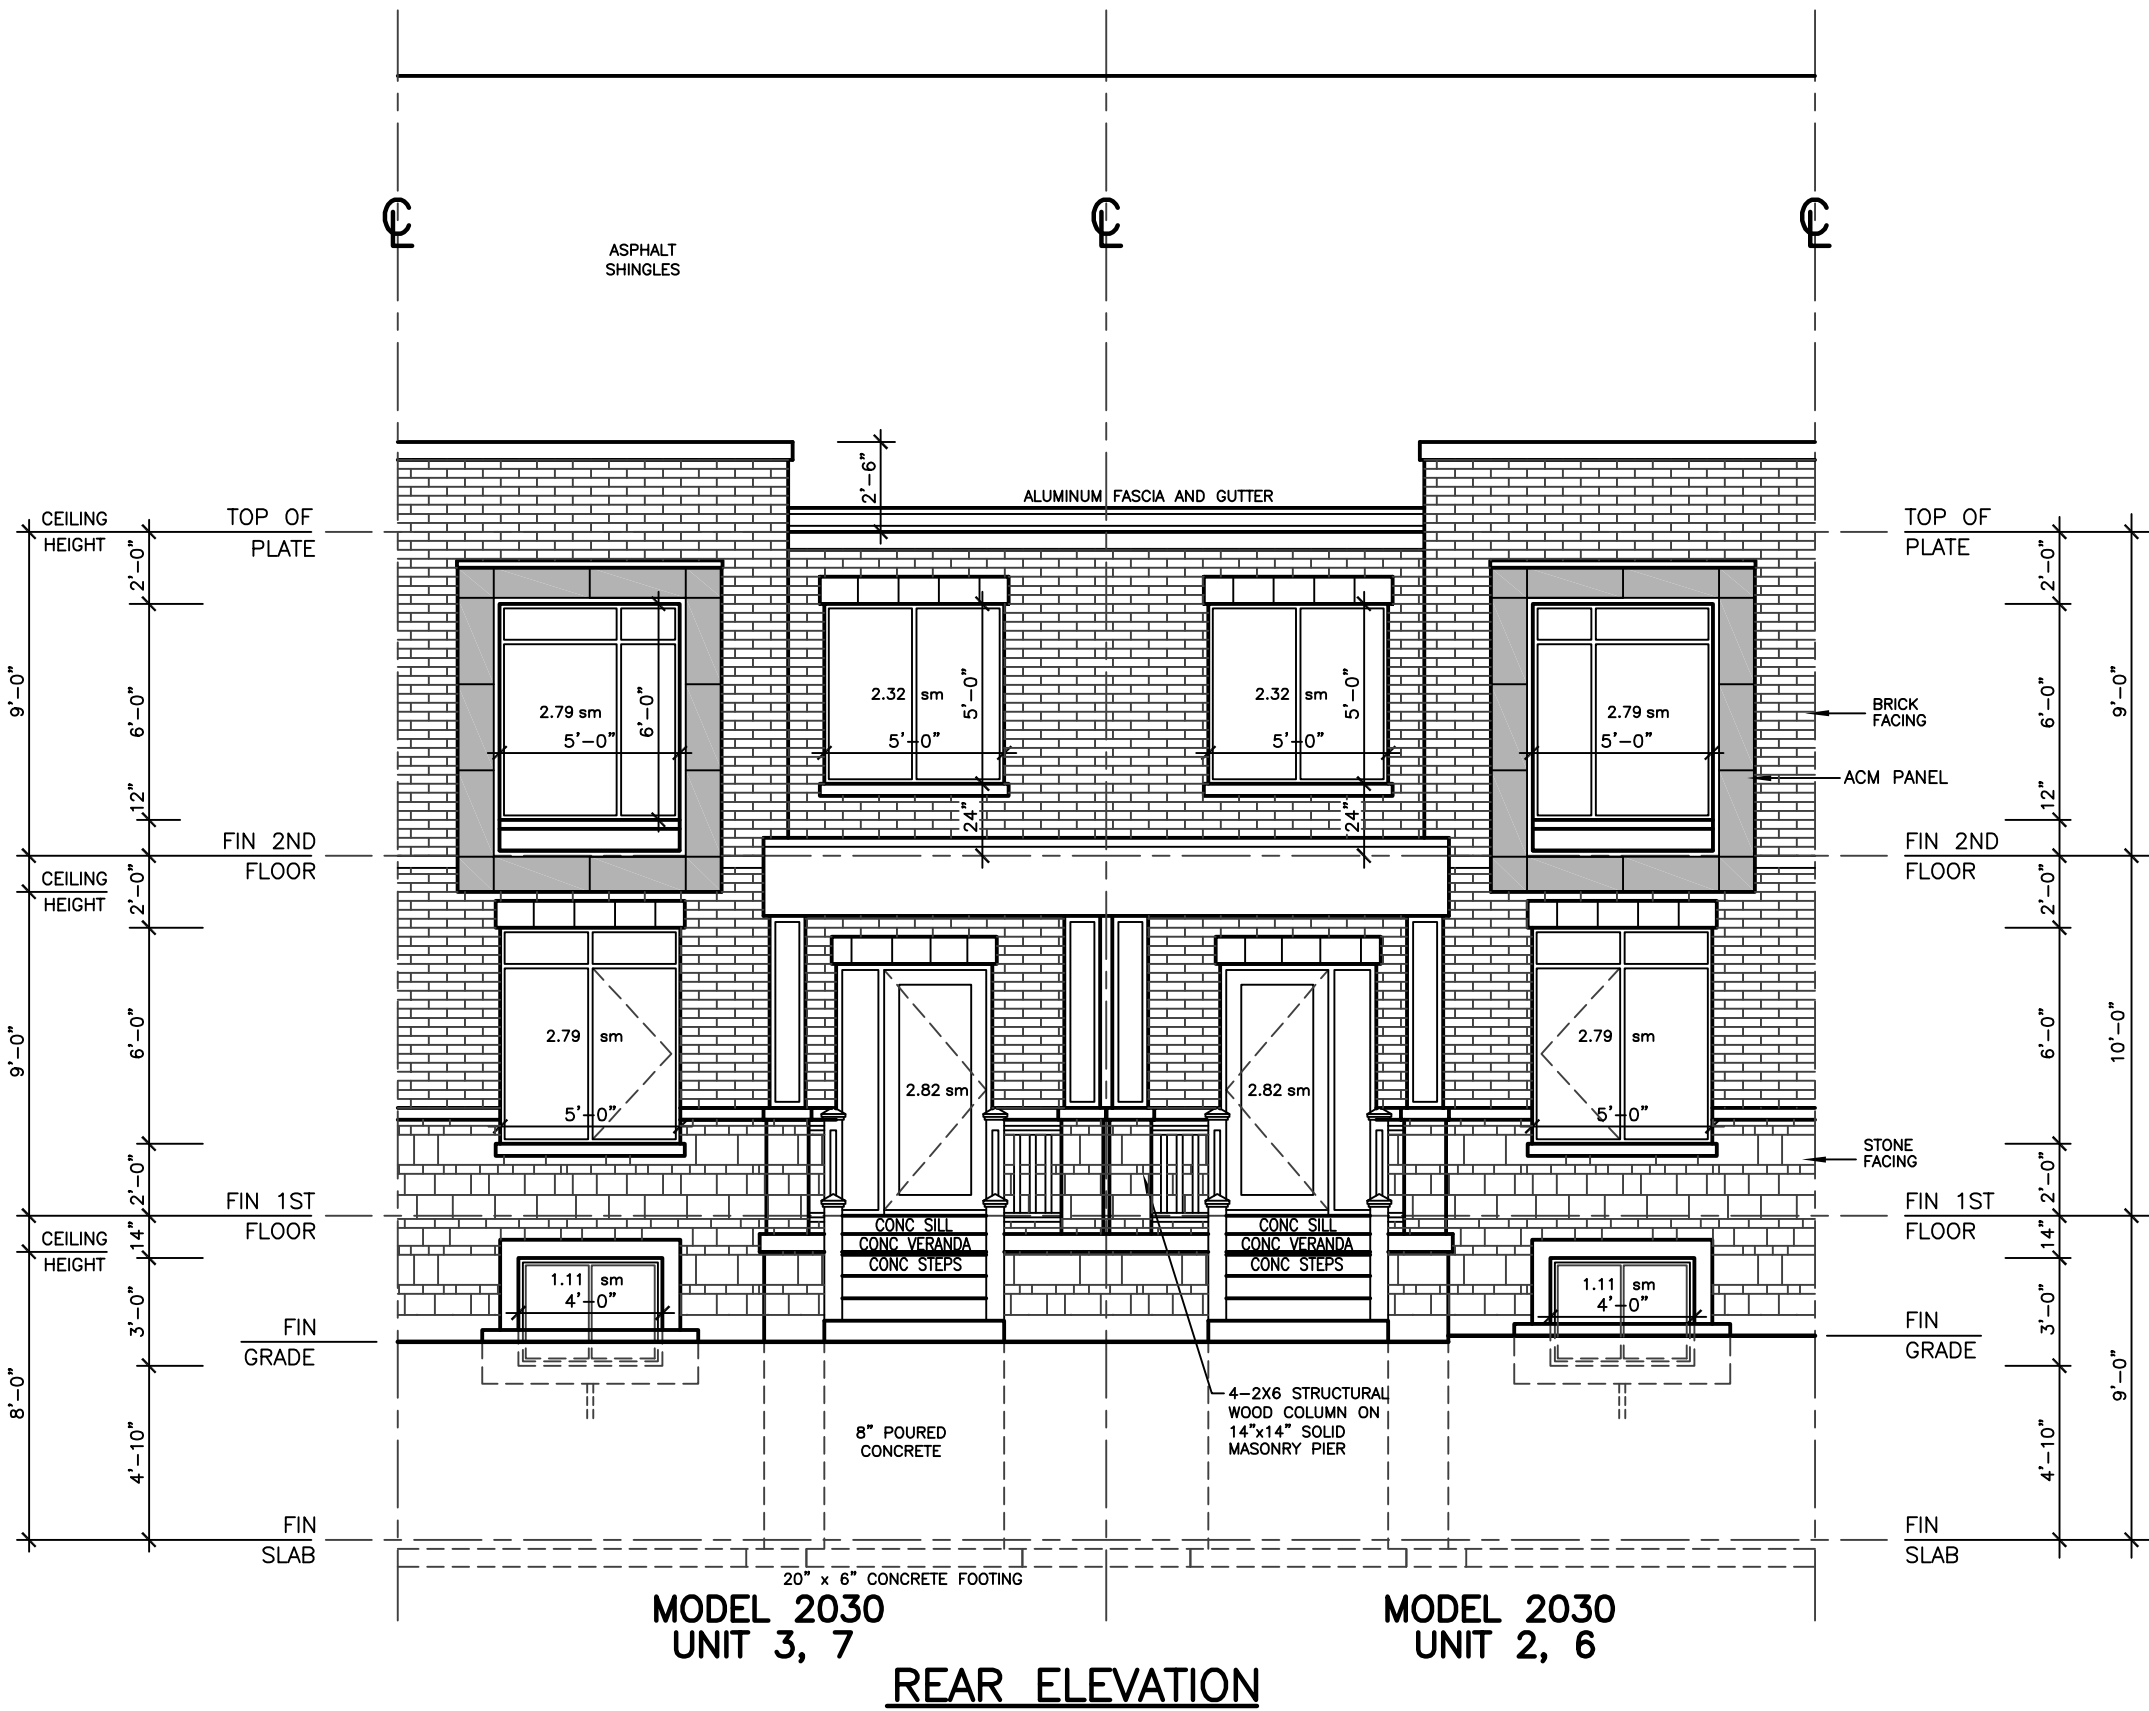 ℄ ℄ ℄
ASPHALT
SHINGLES
2'-6"
ALUMINUM FASCIA AND GUTTER
CEILING
HEIGHT
TOP OF
PLATE
TOP OF
PLATE
2'-0"
2'-0"
9'-0"
6'-0"
2.79 sm
5'-0"
6'-0"
2.32 sm
5'-0"
5'-0"
2.32 sm
5'-0"
5'-0"
2.79 sm
5'-0"
BRICK
FACING
ACM PANEL
6'-0"
9'-0"
12"
24"
24"
12"
FIN 2ND
FLOOR
FIN 2ND
FLOOR
CEILING
HEIGHT
2'-0"
2'-0"
9'-0"
6'-0"
2.79 sm
5'-0"
2.82 sm
2.82 sm
2.79 sm
5'-0"
6'-0"
10'-0"
STONE
FACING
2'-0"
2'-0"
FIN 1ST
FLOOR
FIN 1ST
FLOOR
CEILING
HEIGHT
14"
14"
CONC SILL
CONC VERANDA
CONC STEPS
CONC SILL
CONC VERANDA
CONC STEPS
1.11 sm
4'-0"
1.11 sm
4'-0"
3'-0"
3'-0"
FIN
GRADE
FIN
GRADE
8'-0"
9'-0"
4'-10"
4'-10"
8" POURED
CONCRETE
4-2X6 STRUCTURAL
WOOD COLUMN ON
14"x14" SOLID
MASONRY PIER
FIN
SLAB
FIN
SLAB
20" x 6" CONCRETE FOOTING
MODEL 2030
UNIT 3, 7
MODEL 2030
UNIT 2, 6
REAR ELEVATION